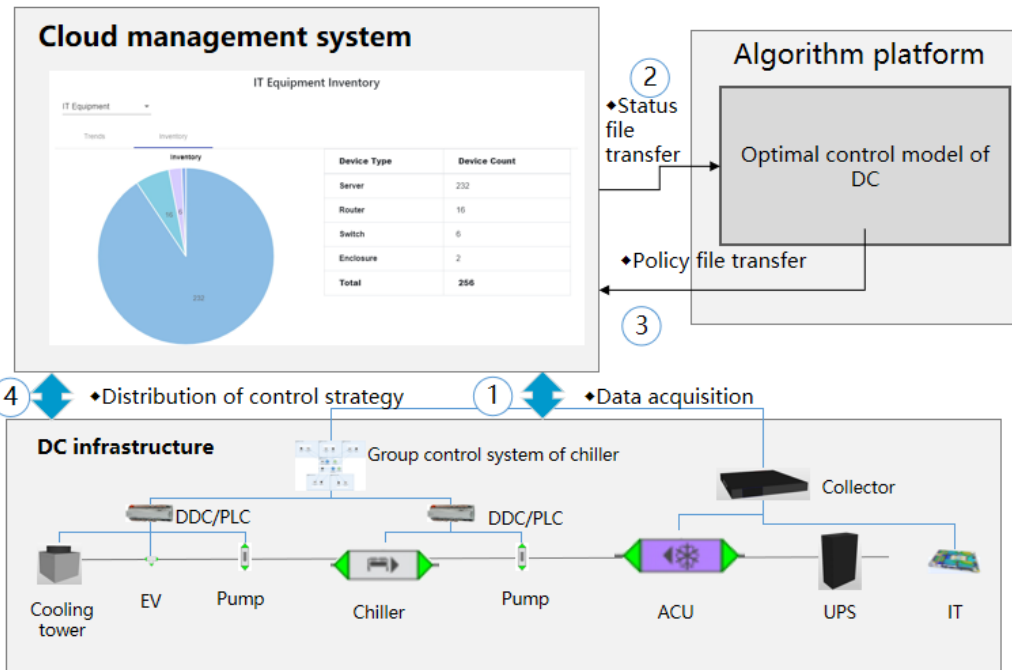 Cloud management system
IT Equipment Inventory
IT Equipment
Trends
Inventory
Inventory
16
6
232
Device Type
Device Count
Server
232
Router
16
Switch
6
Enclosure
2
Total
256
2
◆Status
file
transfer
Algorithm platform
Optimal control model of
DC
◆Policy file transfer
3
4
◆Distribution of control strategy
1
◆Data acquisition
DC infrastructure
Group control system of chiller
Collector
DDC/PLC
DDC/PLC
Cooling
tower
EV
Pump
Chiller
Pump
ACU
UPS
IT